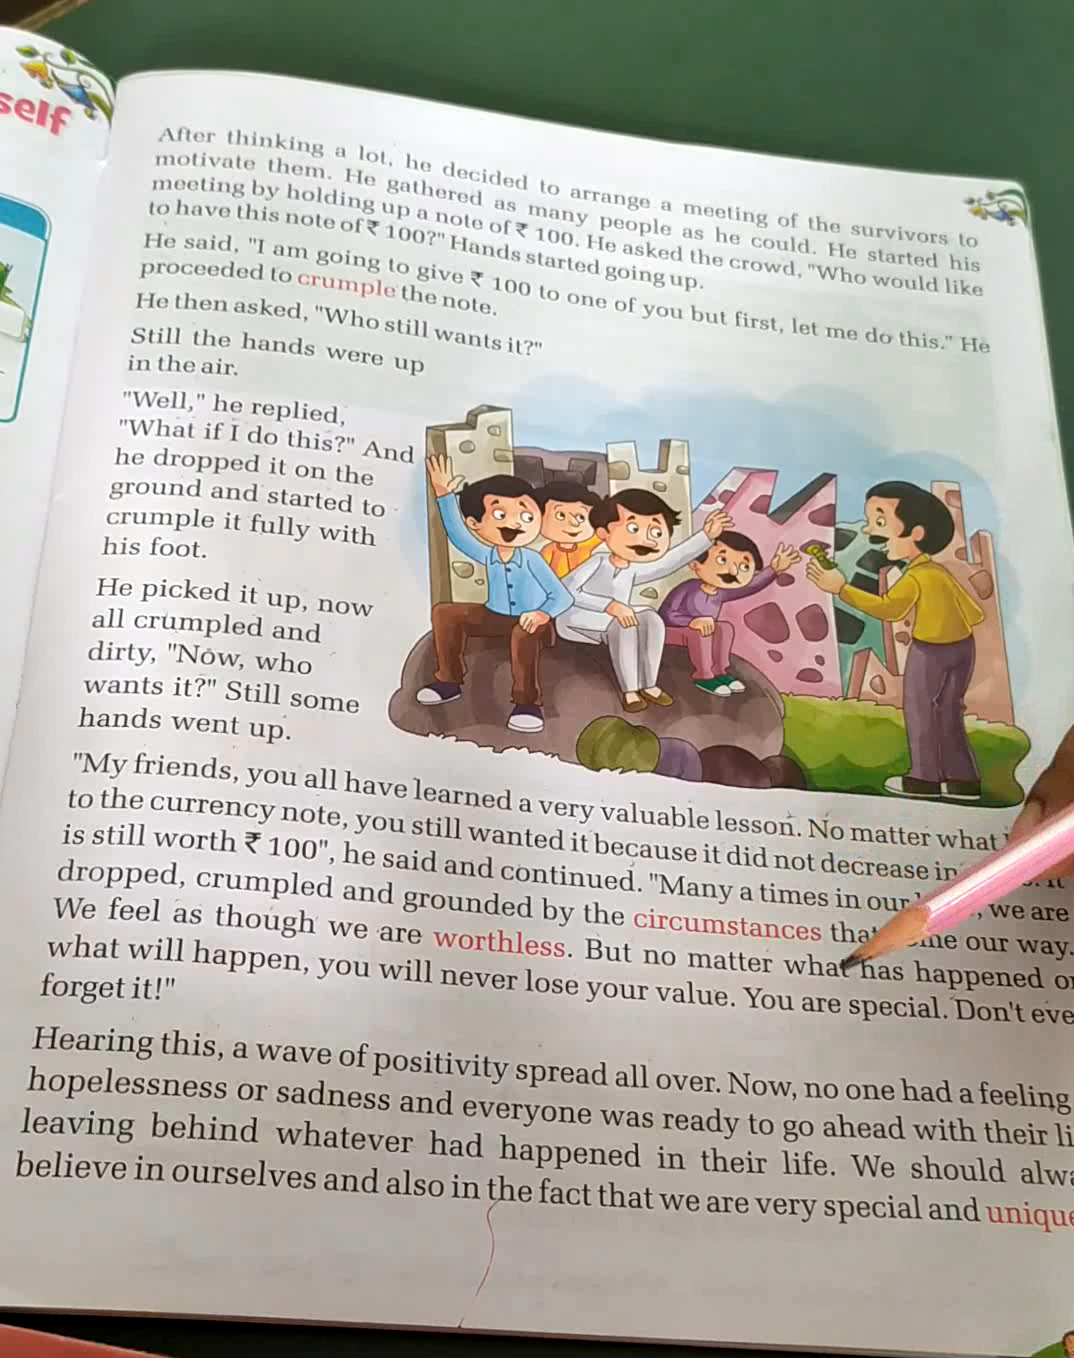 self
After thinking a lot, he decided to arrange a meeting of the survivors to
motivate them. He gathered as many people as he could. He started his
meeting by holding up a note of ₹ 100. He asked the crowd, "Who would like
to have this note of ₹ 100?" Hands started going up.
He said, "I am going to give ₹ 100 to one of you but first, let me do this." He
proceeded to crumple the note.
He then asked, "Who still wants it?"
Still the hands were up
in the air.
"Well," he replied,
"What if I do this?" And
he dropped it on the
ground and started to
crumple it fully with
his foot.
He picked it up, now
all crumpled and
dirty, "Now, who
wants it?" Still some
hands went up.
"My friends, you all have learned a very valuable lesson. No matter what
to the currency note, you still wanted it because it did not decrease in
is still worth ₹ 100", he said and continued. "Many a times in our we are
dropped, crumpled and grounded by the circumstances that our way.
We feel as though we are worthless. But no matter what has happened or
what will happen, you will never lose your value. You are special. Don't eve
forget it!"
Hearing this, a wave of positivity spread all over. Now, no one had a feeling
hopelessness or sadness and everyone was ready to go ahead with their li
leaving behind whatever had happened in their life. We should alwa
believe in ourselves and also in the fact that we are very special and unique